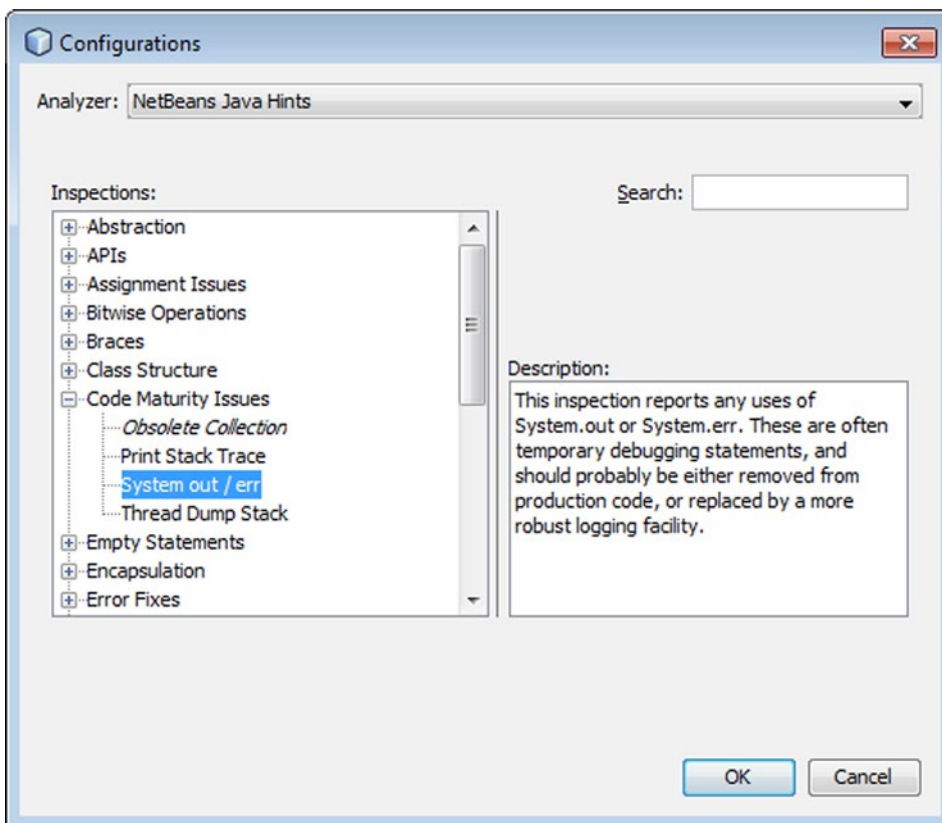 Configurations
Analyzer: NetBeans Java Hints
Inspections:
Search:
Abstraction
APIs
Assignment Issues
Bitwise Operations
Braces
Class Structure
Code Maturity Issues
Obsolete Collection
Print Stack Trace
System out / err
Thread Dump Stack
Empty Statements
Encapsulation
Error Fixes
Description:
This inspection reports any uses of
System.out or System.err. These are often
temporary debugging statements, and
should probably be either removed from
production code, or replaced by a more
robust logging facility.
OK
Cancel